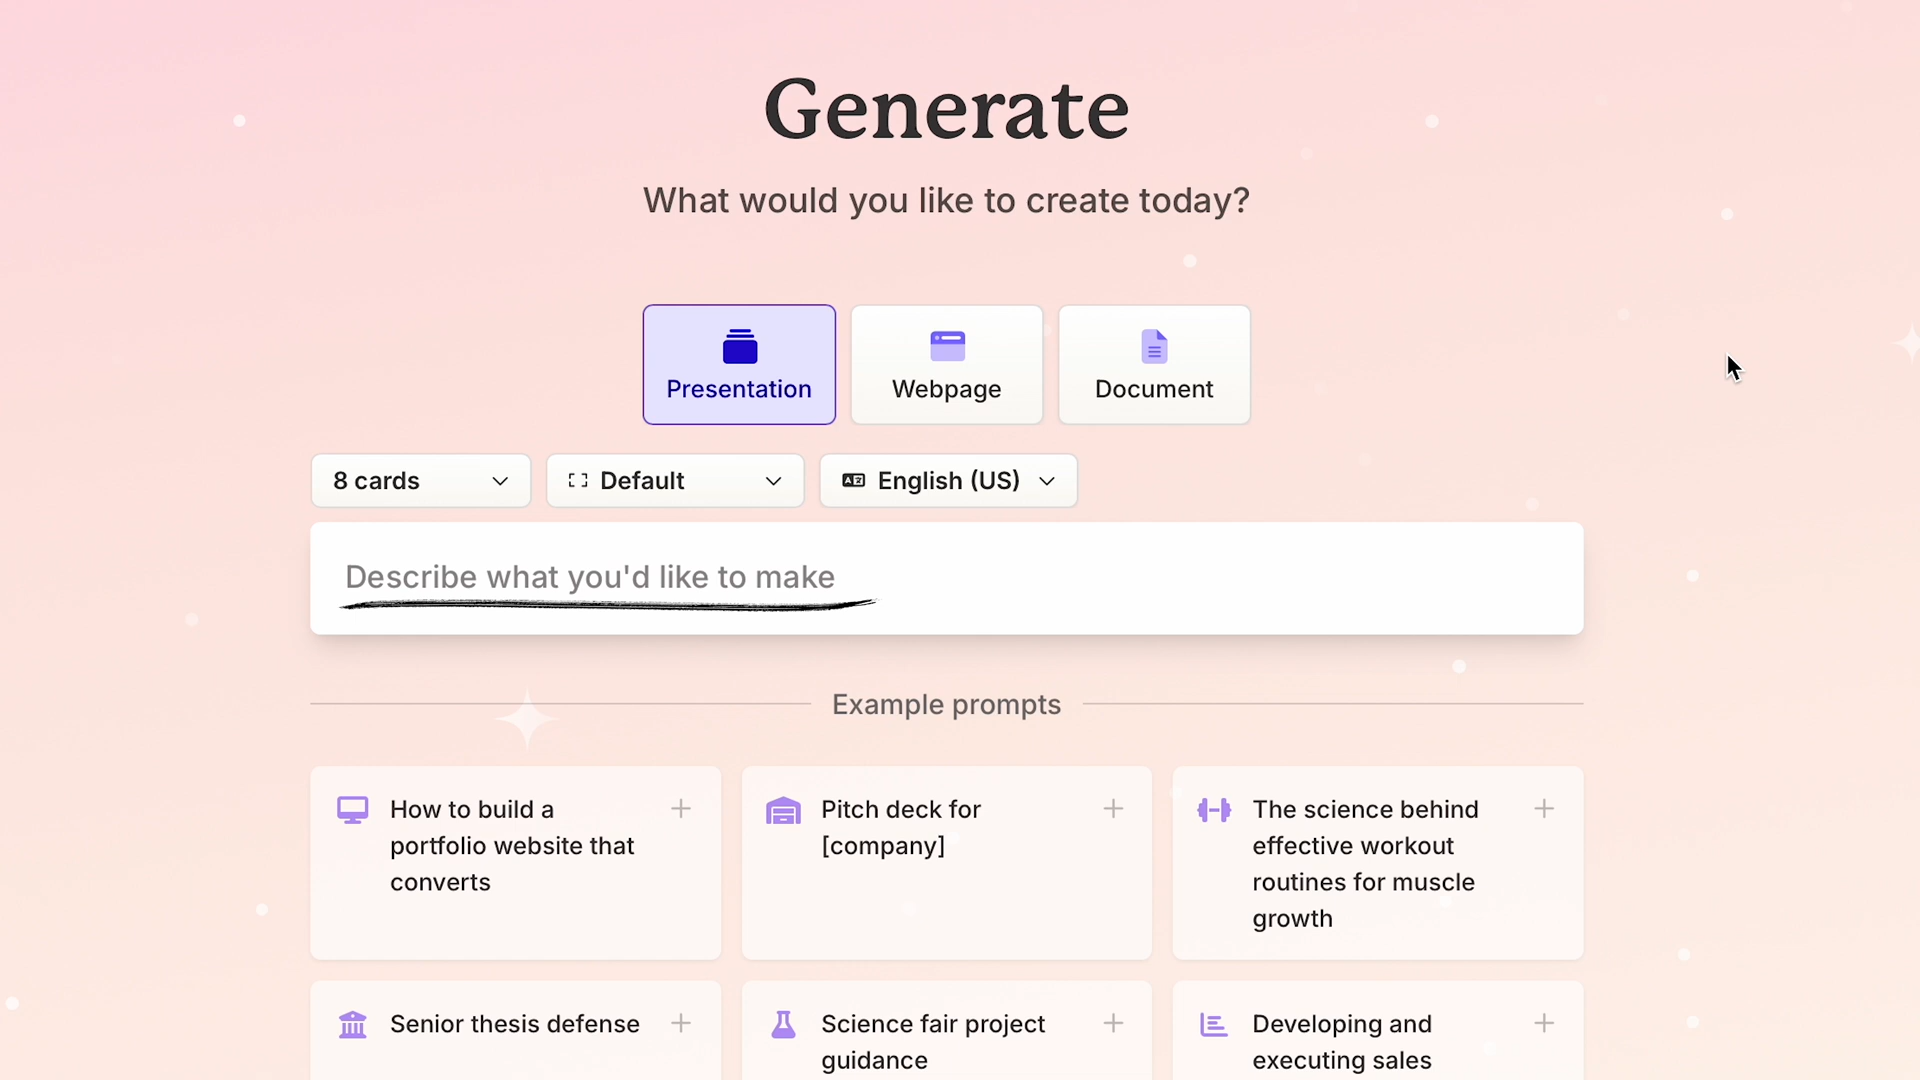 Generate
What would you like to create today?
Presentation
Webpage
Document
8 cards
Default
English (US)
Describe what you'd like to make
Example prompts
How to build a
portfolio website that
converts
Pitch deck for
[company]
The science behind
effective workout
routines for muscle
growth
Senior thesis defense
Science fair project
guidance
Developing and
executing sales